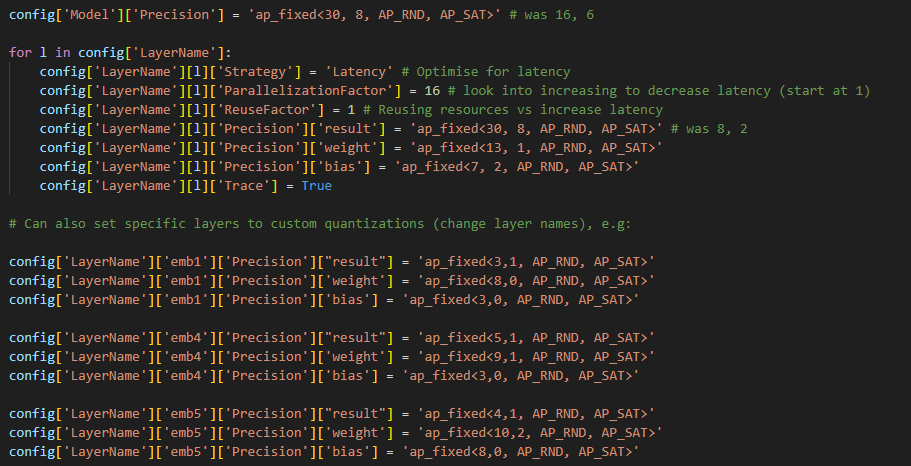 config['Model']['Precision'] = 'ap_fixed<30, 8, AP_RND, AP_SAT>' # was 16, 6
for l in config['LayerName']:
config['LayerName'][l]['Strategy'] = 'Latency' # Optimise for latency
config['LayerName'][l]['ParallelizationFactor'] = 16 # look into increasing to decrease latency (start at 1)
config['LayerName'][l]['ReuseFactor'] = 1 # Reusing resources vs increase latency
config['LayerName'][l]['Precision']['result'] = 'ap_fixed<30, 8, AP_RND, AP_SAT>' # was 8, 2
config['LayerName'][l]['Precision']['weight'] = 'ap_fixed<13, 1, AP_RND, AP_SAT>'
config['LayerName'][l]['Precision']['bias'] = 'ap_fixed<7, 2, AP_RND, AP_SAT>'
config['LayerName'][l]['Trace'] = True
# Can also set specific layers to custom quantizations (change layer names), e.g:
config['LayerName']['emb1']['Precision']["result"] = 'ap_fixed<3,1, AP_RND, AP_SAT>'
config['LayerName']['emb1']['Precision']['weight'] = 'ap_fixed<8,0, AP_RND, AP_SAT>'
config['LayerName']['emb1']['Precision']['bias'] = 'ap_fixed<3,0, AP_RND, AP_SAT>'
config['LayerName']['emb4']['Precision']["result"] = 'ap_fixed<5,1, AP_RND, AP_SAT>'
config['LayerName']['emb4']['Precision']['weight'] = 'ap_fixed<9,1, AP_RND, AP_SAT>'
config['LayerName']['emb4']['Precision']['bias'] = 'ap_fixed<3,0, AP_RND, AP_SAT>'
config['LayerName']['emb5']['Precision']["result"] = 'ap_fixed<4,1, AP_RND, AP_SAT>'
config['LayerName']['emb5']['Precision']['weight'] = 'ap_fixed<10,2, AP_RND, AP_SAT>'
config['LayerName']['emb5']['Precision']['bias'] = 'ap_fixed<8,0, AP_RND, AP_SAT>'